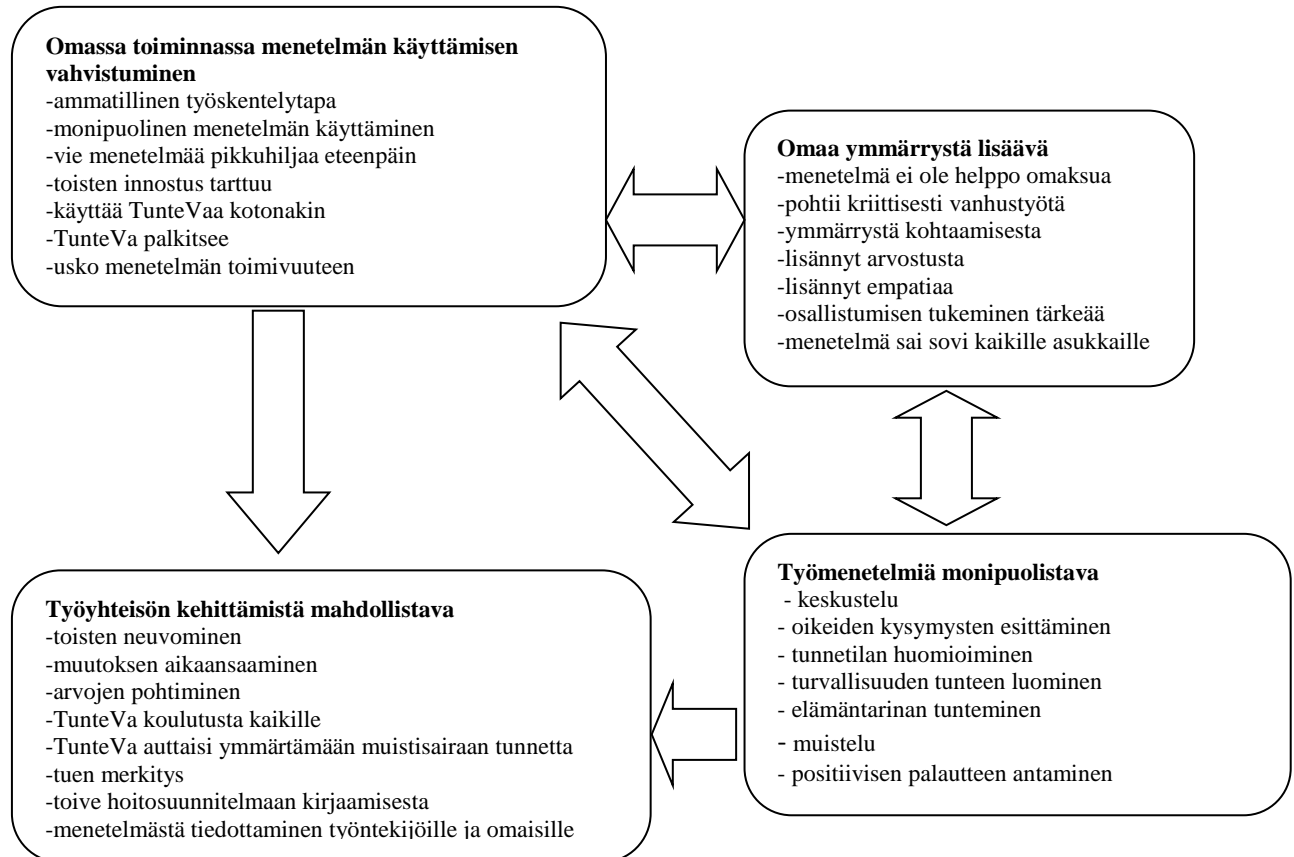 Omassa toiminnassa menetelmän käyttämisen
vahvistuminen
-ammatillinen työskentelytapa
-monipuolinen menetelmän käyttäminen
-vie menetelmää pikkuhiljaa eteenpäin
-toisten innostus tarttuu
-käyttää TunteVaa kotonakin
-TunteVa palkitsee
-usko menetelmän toimivuuteen
Omaa ymmärrystä lisäävä
-menetelmä ei ole helppo omaksua
-pohtii kriittisesti vanhustyötä
-ymmärrystä kohtaamisesta
-lisännyt arvostusta
-lisännyt empatiaa
-osallistumisen tukeminen tärkeää
-menetelmä sai sovi kaikille asukkaille
Työyhteisön kehittämistä mahdollistava
-toisten neuvominen
-muutoksen aikaansaaminen
-arvojen pohtiminen
-TunteVa koulutusta kaikille
-TunteVa auttaisi ymmärtämään muistisairaan tunnetta
-tuen merkitys
-toive hoitosuunnitelmaan kirjaamisesta
-menetelmästä tiedottaminen työntekijöille ja omaisille
Työmenetelmiä monipuolistava
- keskustelu
- oikeiden kysymysten esittäminen
- tunnetilan huomioiminen
- turvallisuuden tunteen luominen
- elämäntarinan tunteminen
- muistelu
- positiivisen palautteen antaminen